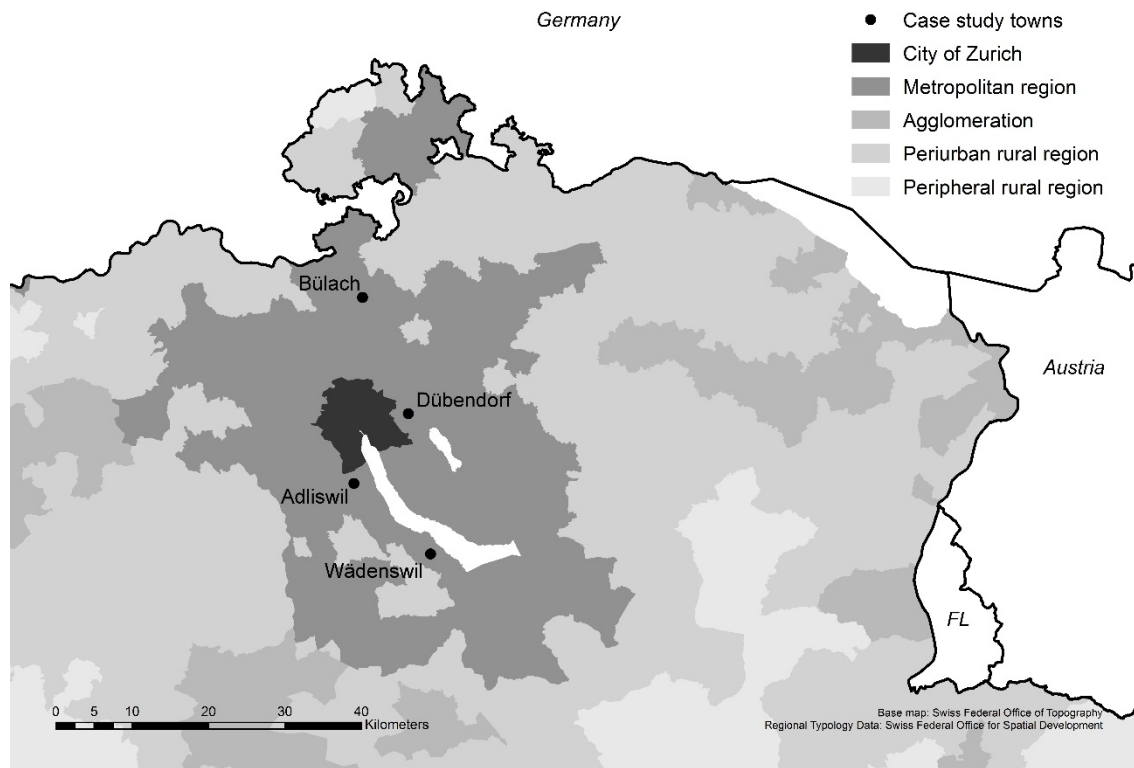 Germany
Case study towns
City of Zurich
Metropolitan region
Agglomeration
Periurban rural region
Peripheral rural region
Bülach
Austria
Dübendorf
Adliswil
Wädenswil
FL
0 5 10 20 30 40
Kilometers
Base map: Swiss Federal Office of Topography
Regional Typology Data: Swiss Federal Office for Spatial Development